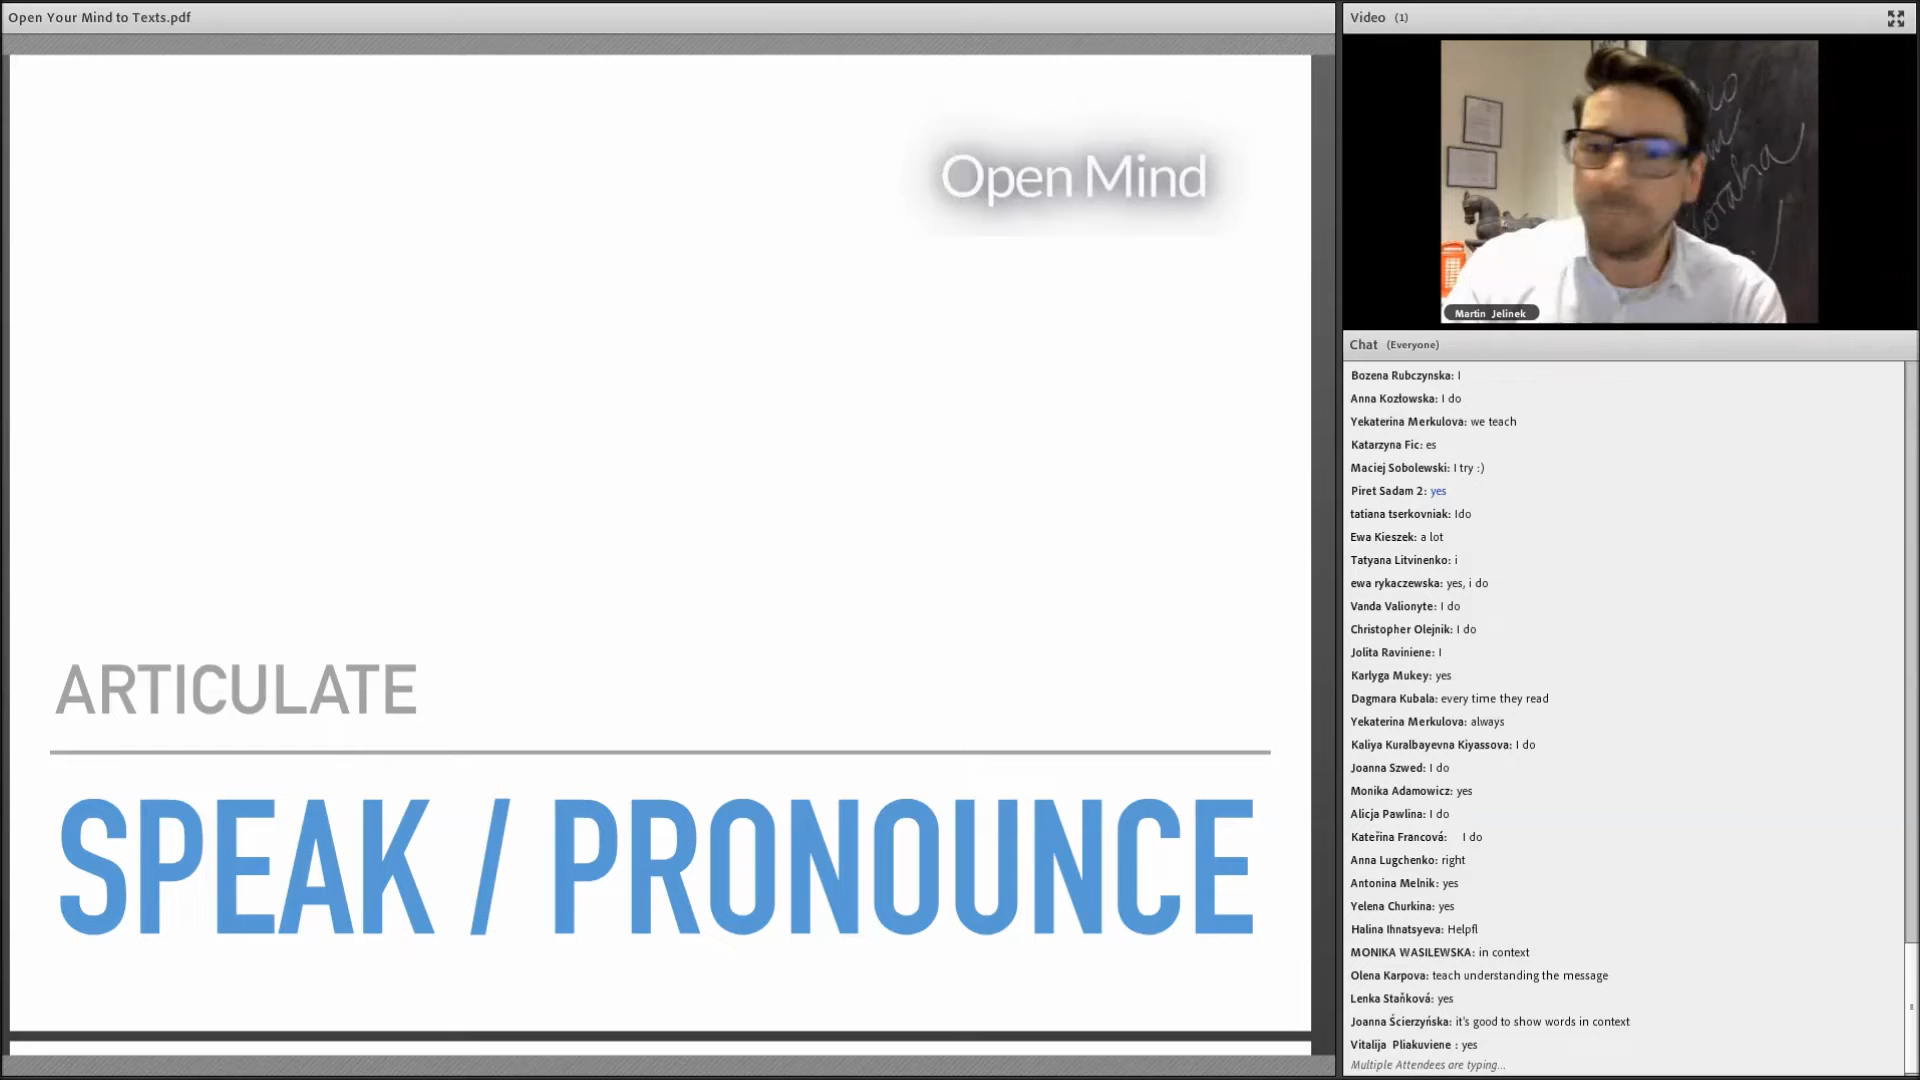 Open Your Mind to Texts.pdf
Open Mind
ARTICULATE
SPEAK / PRONOUNCE
Video (1)
Martin Jelinek
Chat (Everyone)
Bozena Rubczynska: I
Anna Kozłowska: I do
Yekaterina Merkulova: we teach
Katarzyna Fic: es
Maciej Sobolewski: I try :)
Piret Sadam 2: yes
tatiana tserkovniak: Ido
Ewa Kieszek: a lot
Tatyana Litvinenko: i
ewa rykaczewska: yes, i do
Vanda Valionyte: I do
Christopher Olejnik: I do
Jolita Raviniene: I
Karlyga Mukey: yes
Dagmara Kubala: every time they read
Yekaterina Merkulova: always
Kaliya Kuralbayevna Kiyassova: I do
Joanna Szwed: I do
Monika Adamowicz: yes
Alicja Pawlina: I do
Kateřina Francová: I do
Anna Lugchenko: right
Antonina Melnik: yes
Yelena Churkina: yes
Halina Ihnatsyeva: Helpfl
MONIKA WASILEWSKA: in context
Olena Karpova: teach understanding the message
Lenka Staňková: yes
Joanna Ścierzyńska: it's good to show words in context
Vitalija Pliakuviene : yes
Multiple Attendees are typing...